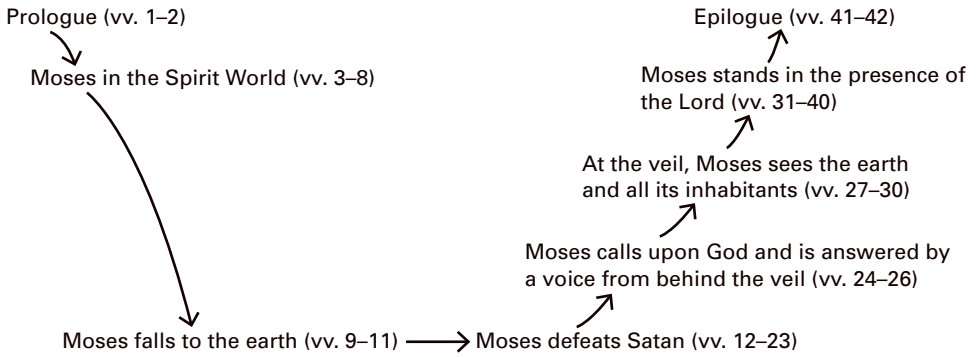 Prologue (vv. 1–2)
Moses in the Spirit World (vv. 3–8)
Moses falls to the earth (vv. 9–11)
Moses defeats Satan (vv. 12–23)
Moses calls upon God and is answered by
a voice from behind the veil (vv. 24–26)
At the veil, Moses sees the earth
and all its inhabitants (vv. 27–30)
Moses stands in the presence of
the Lord (vv. 31–40)
Epilogue (vv. 41–42)